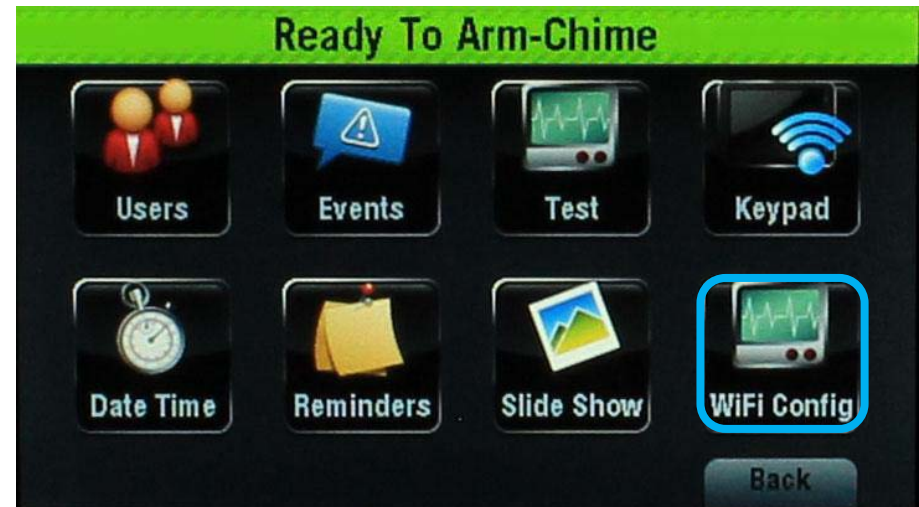 Ready To Arm-Chime
Users Events Test Keypad
Date Time Reminders Slide Show WiFi Config
Back